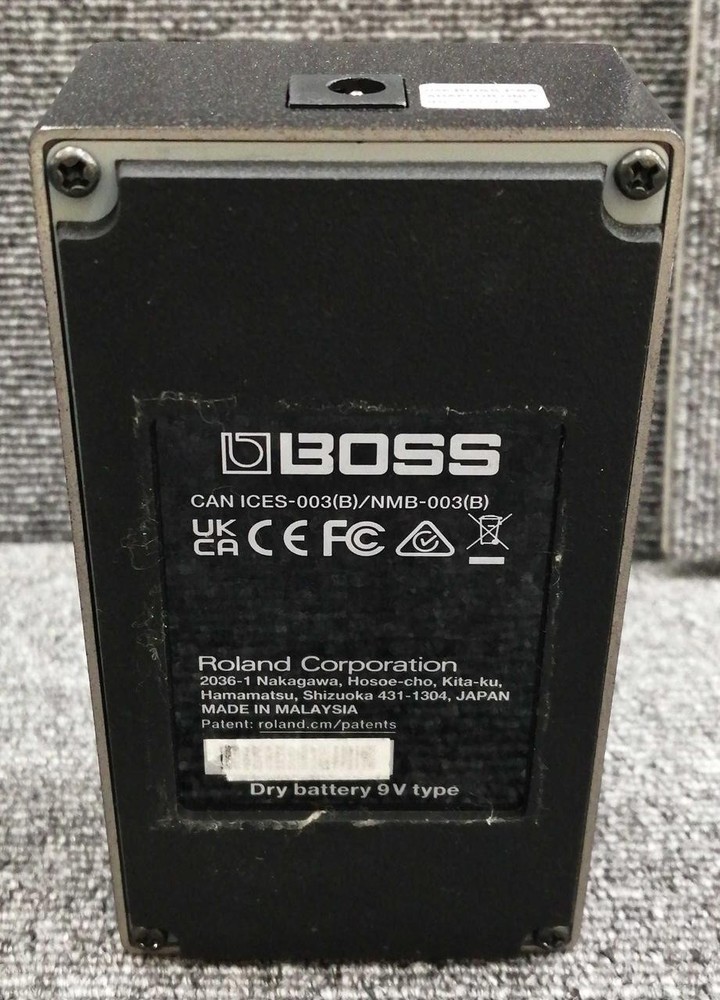 BOSS
CAN ICES-003(B)/NMB-003(B)
UK CA CE FC
Roland Corporation
2036-1 Nakagawa, Hosoe-cho, Kita-ku,
Hamamatsu, Shizuoka 431-1304, JAPAN
MADE IN MALAYSIA
Patent: roland.cm/patents
Dry battery 9V type